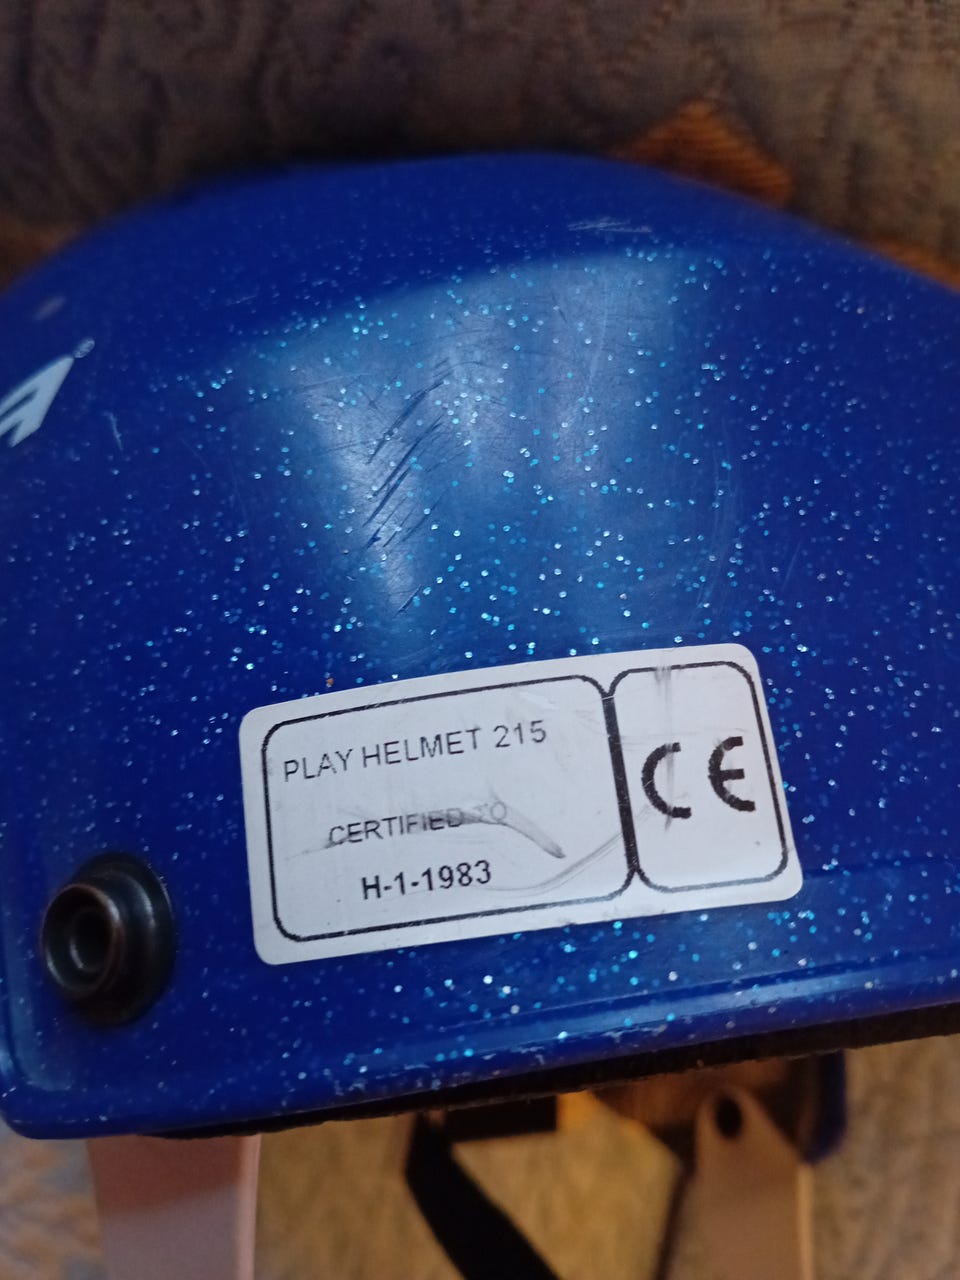 PLAY HELMET 215
CERTIFIED TO
H-1-1983
CE